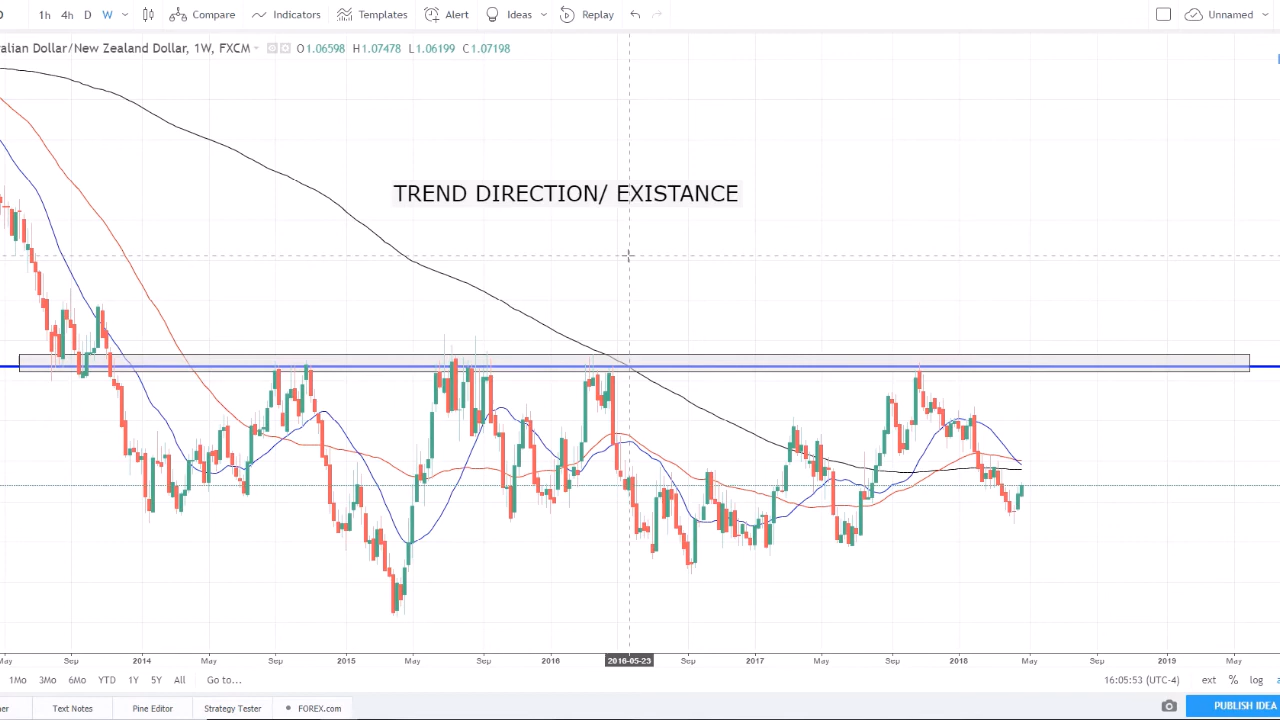 1h 4h D W Compare Indicators Templates Alert Ideas Replay Unnamed
alian Dollar/New Zealand Dollar, 1W, FXCM O1.06598 H1.07478 L1.06199 C1.07198
TREND DIRECTION/ EXISTANCE
May Sep 2014 May Sep 2015 May Sep 2016 2016-05-23 Sep 2017 May Sep 2018 May Sep 2019 May
1Mo 3Mo 6Mo YTD 1Y 5Y All Go to... 16:05:53 (UTC-4) ext % log
ner Text Notes Pine Editor Strategy Tester FOREX.com PUBLISH IDEA